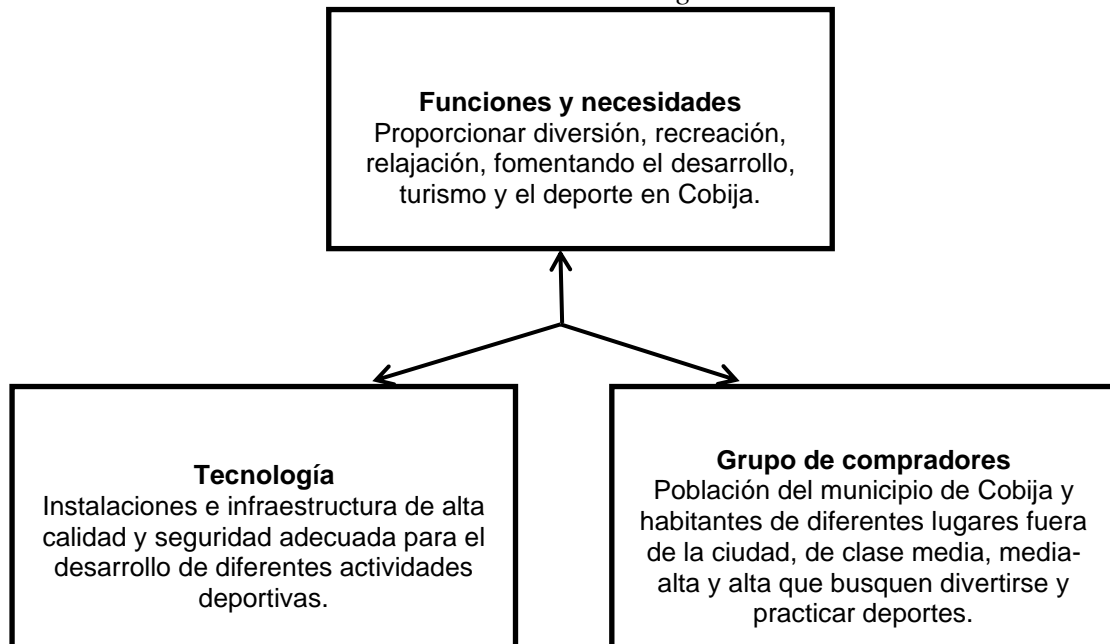 Funciones y necesidades
Proporcionar diversión, recreación,
relajación, fomentando el desarrollo,
turismo y el deporte en Cobija.
Tecnología
Instalaciones e infraestructura de alta
calidad y seguridad adecuada para el
desarrollo de diferentes actividades
deportivas.
Grupo de compradores
Población del municipio de Cobija y
habitantes de diferentes lugares fuera
de la ciudad, de clase media, media-
alta y alta que busquen divertirse y
practicar deportes.